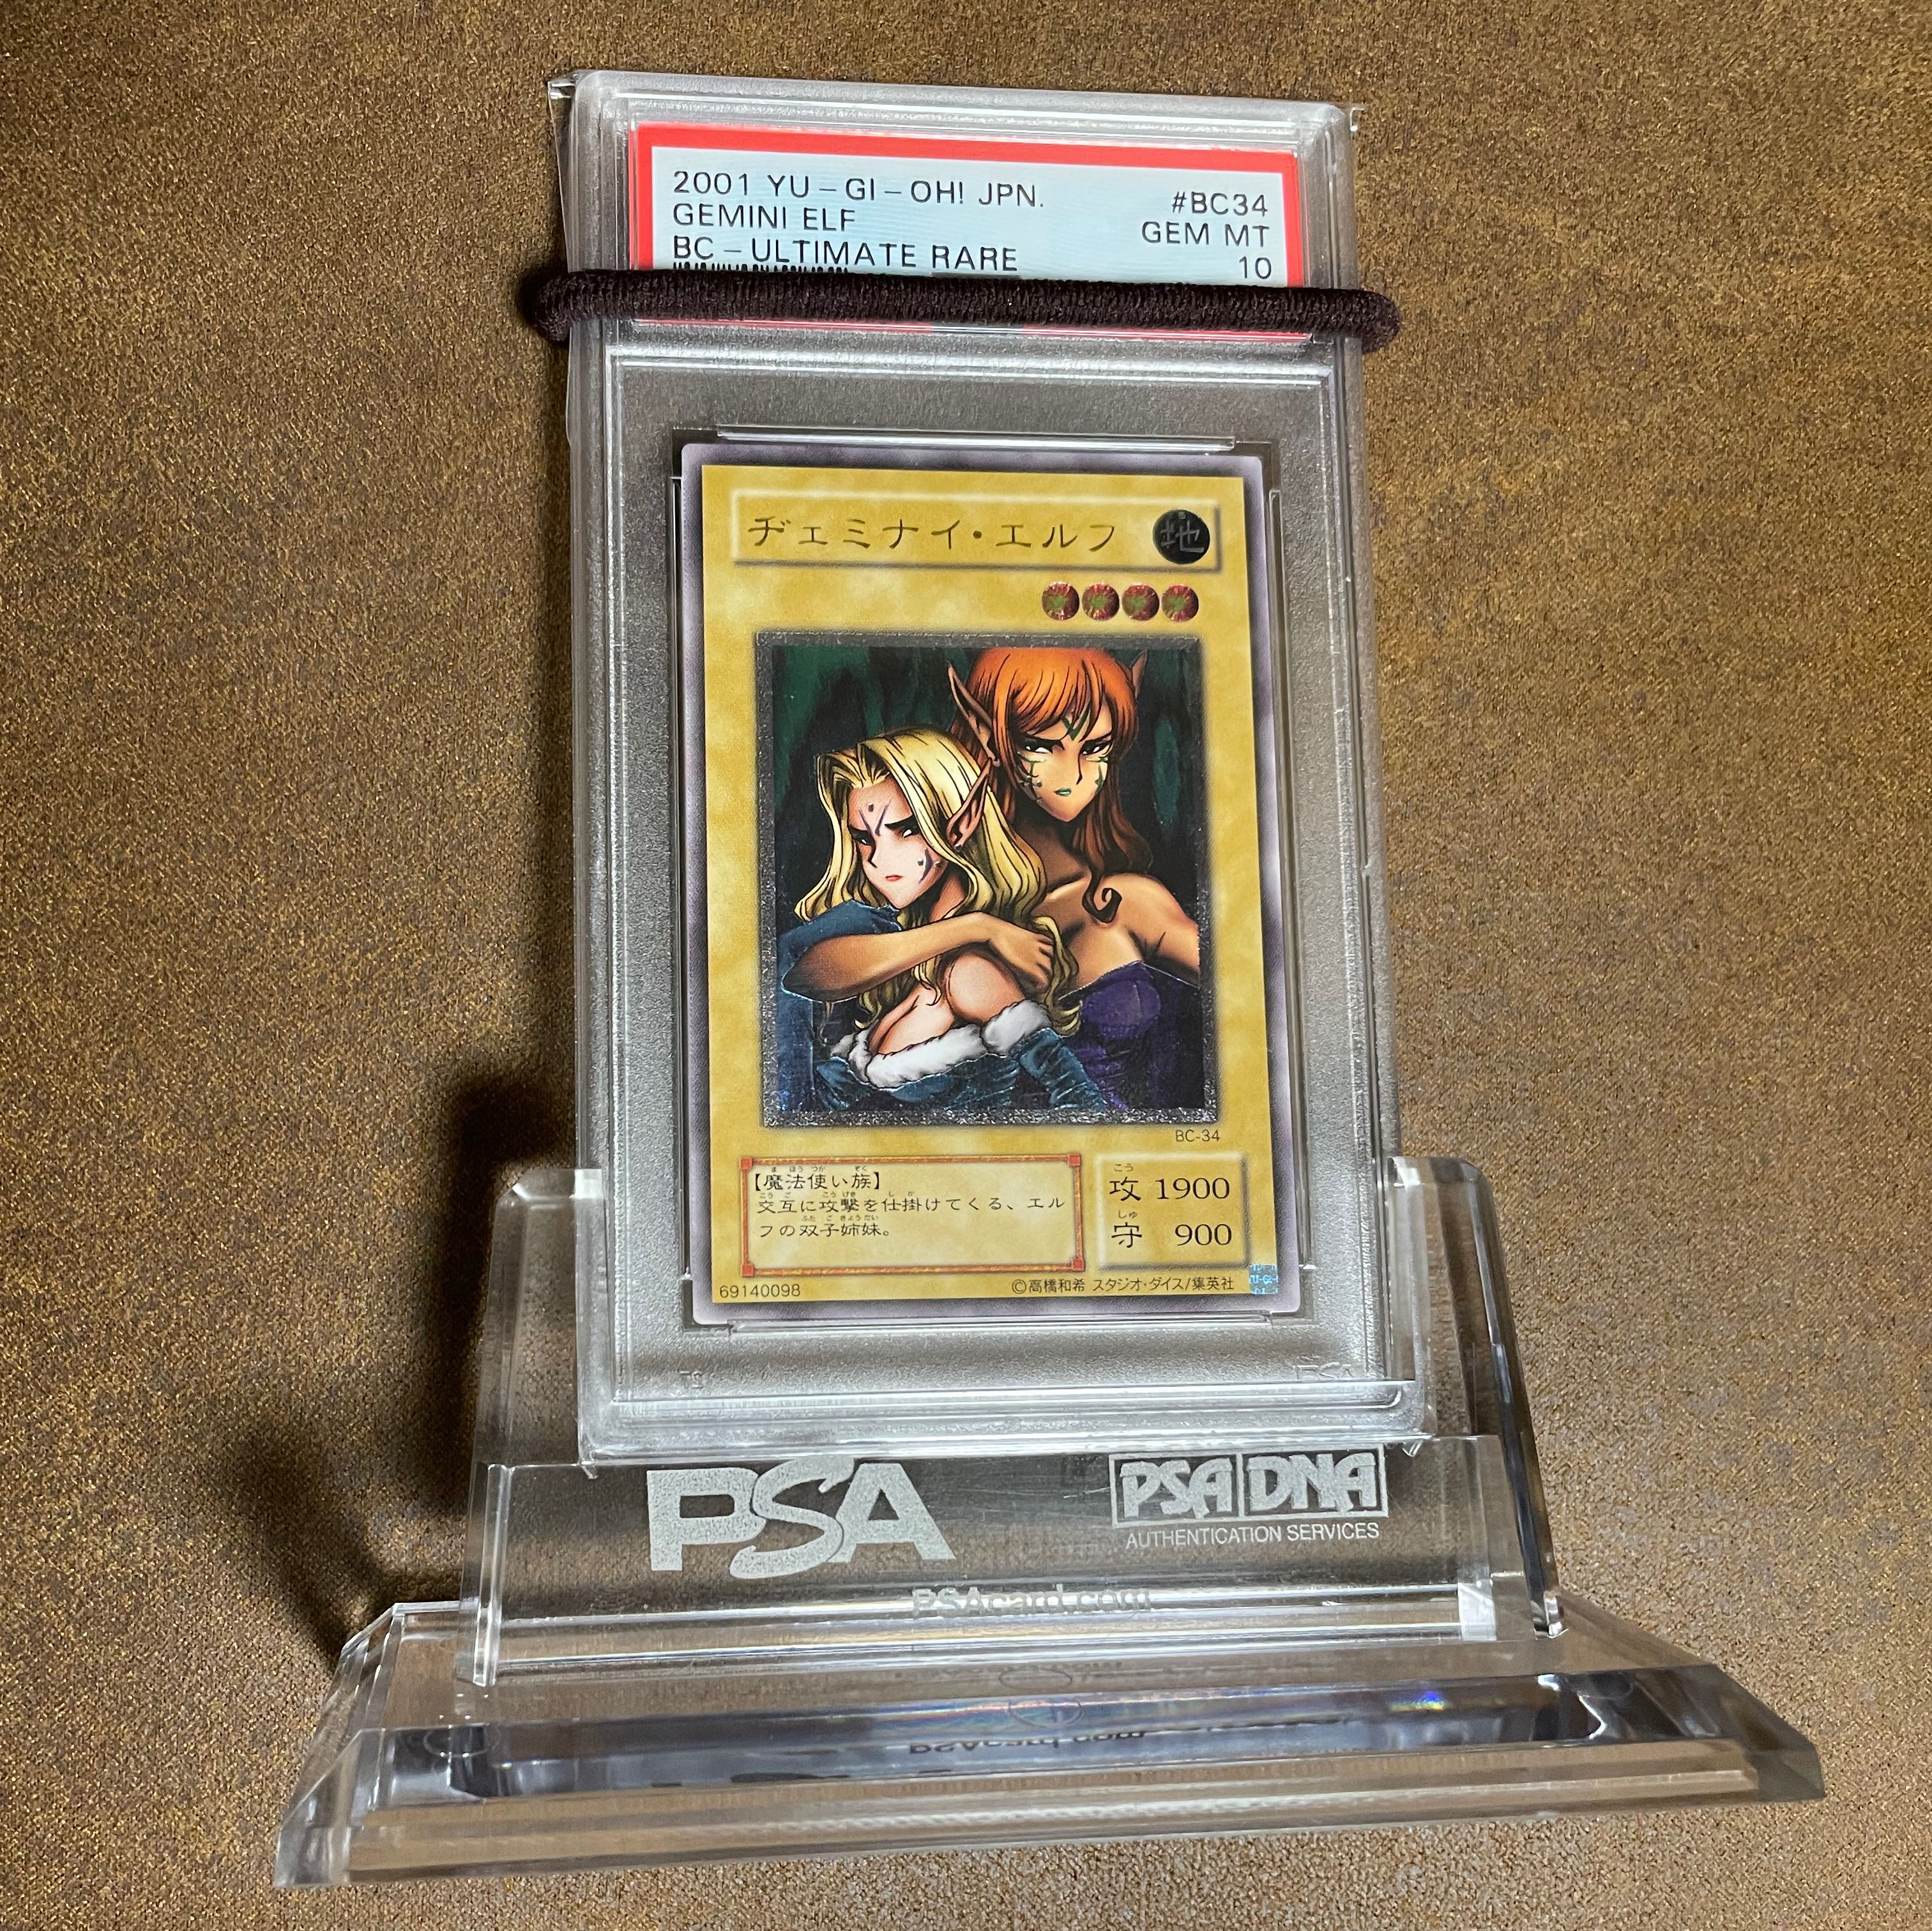 2001 YU-GI-OH! JPN. #BC34
GEMINI ELF GEM MT
BC-ULTIMATE RARE 10
ヂェミナイ・エルフ 地
BC-34
【魔法使い族】
交互に攻撃を仕掛けてくる、エル
フの双子姉妹。
攻 1900
守 900
69140098 ©高橋和希 スタジオ・ダイス/集英社
PSA PSA DNA
AUTHENTICATION SERVICES
PSAcard.com